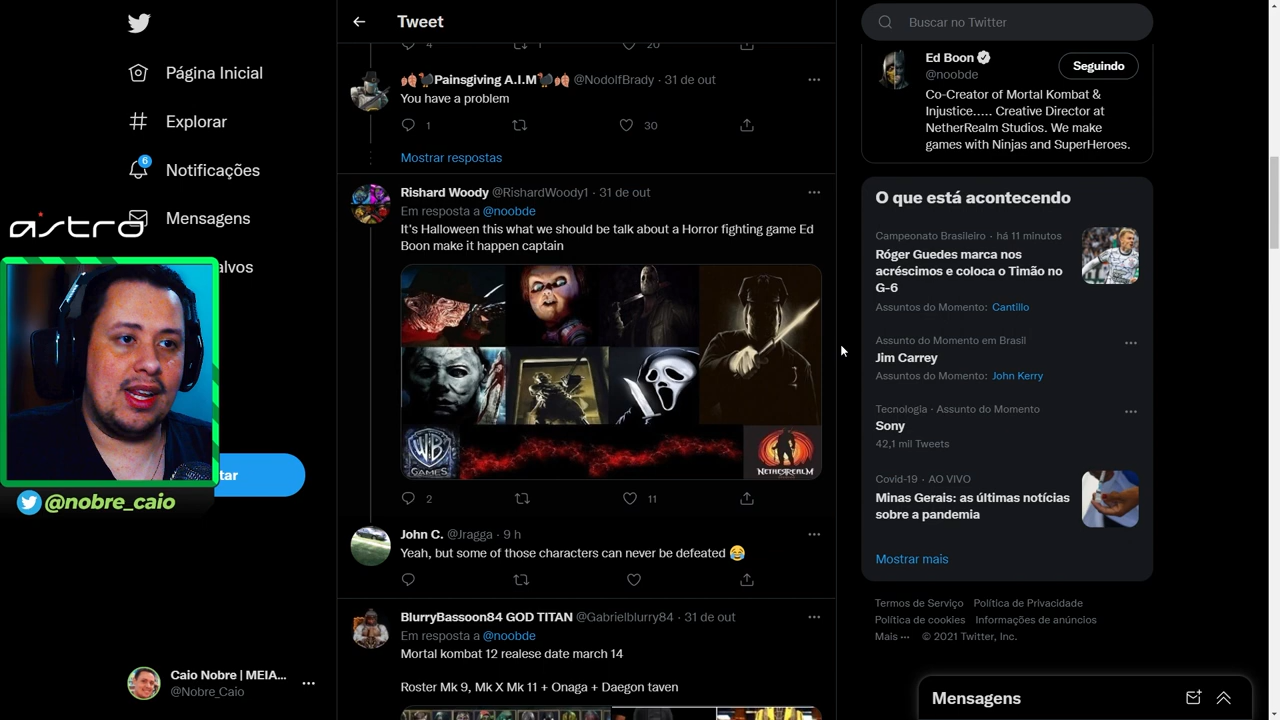 Tweet
Buscar no Twitter
Página Inicial
Explorar
6
Notificações
Mensagens
astro
alvos
tar
@nobre_caio
Caio Nobre | MEIA...
@Nobre_Caio
4
1
20
Painsgiving A.I.M @NodolfBrady · 31 de out
You have a problem
1
30
Mostrar respostas
Rishard Woody @RishardWoody1 · 31 de out
Em resposta a @noobde
It's Halloween this what we should be talk about a Horror fighting game Ed
Boon make it happen captain
WB
GAMES
NETHERREALM
2
11
John C. @Jragga · 9 h
Yeah, but some of those characters can never be defeated 😂
BlurryBassoon84 GOD TITAN @Gabrielblurry84 · 31 de out
Em resposta a @noobde
Mortal kombat 12 realese date march 14
Roster Mk 9, Mk X Mk 11 + Onaga + Daegon taven
Ed Boon
@noobde
Seguindo
Co-Creator of Mortal Kombat &
Injustice..... Creative Director at
NetherRealm Studios. We make
games with Ninjas and SuperHeroes.
O que está acontecendo
Campeonato Brasileiro · há 11 minutos
Róger Guedes marca nos
acréscimos e coloca o Timão no
G-6
Assuntos do Momento: Cantillo
Assunto do Momento em Brasil
Jim Carrey
Assuntos do Momento: John Kerry
Tecnologia · Assunto do Momento
Sony
42,1 mil Tweets
Covid-19 · AO VIVO
Minas Gerais: as últimas notícias
sobre a pandemia
Mostrar mais
Termos de Serviço Política de Privacidade
Política de cookies Informações de anúncios
Mais ··· © 2021 Twitter, Inc.
Mensagens